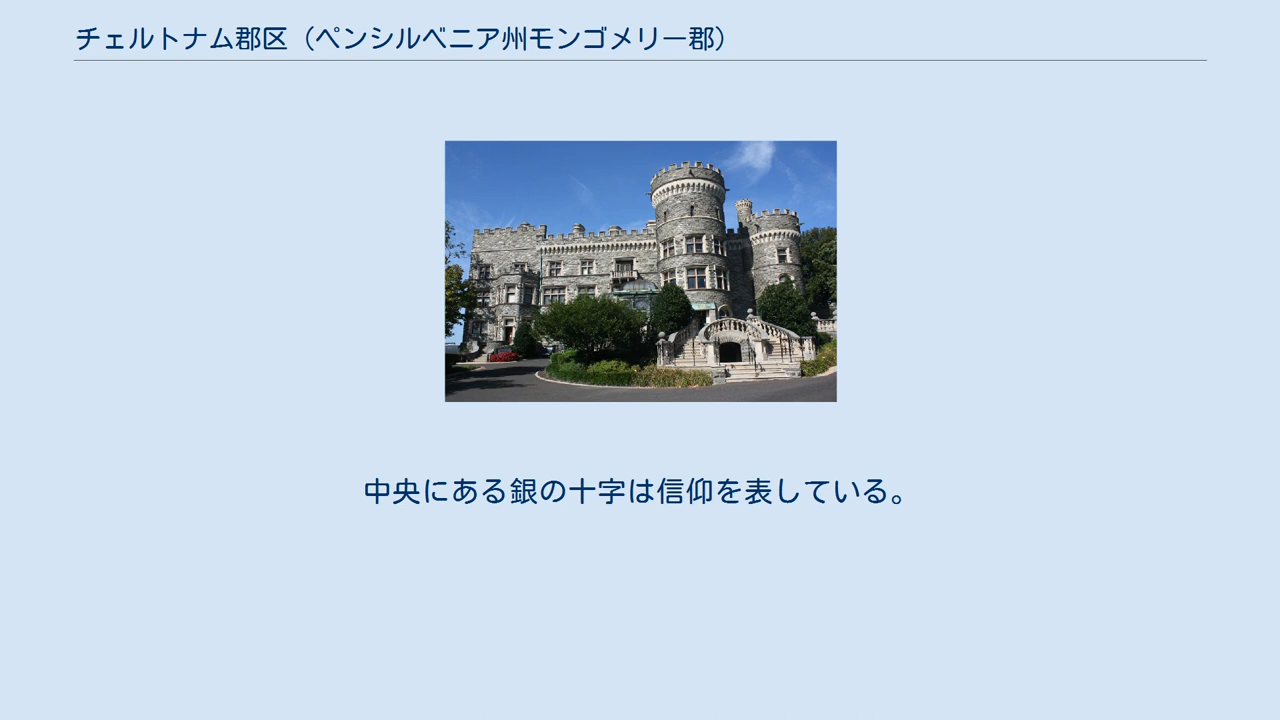 チェルトナム郡区（ペンシルベニア州モンゴメリー郡）
中央にある銀の十字は信仰を表している。